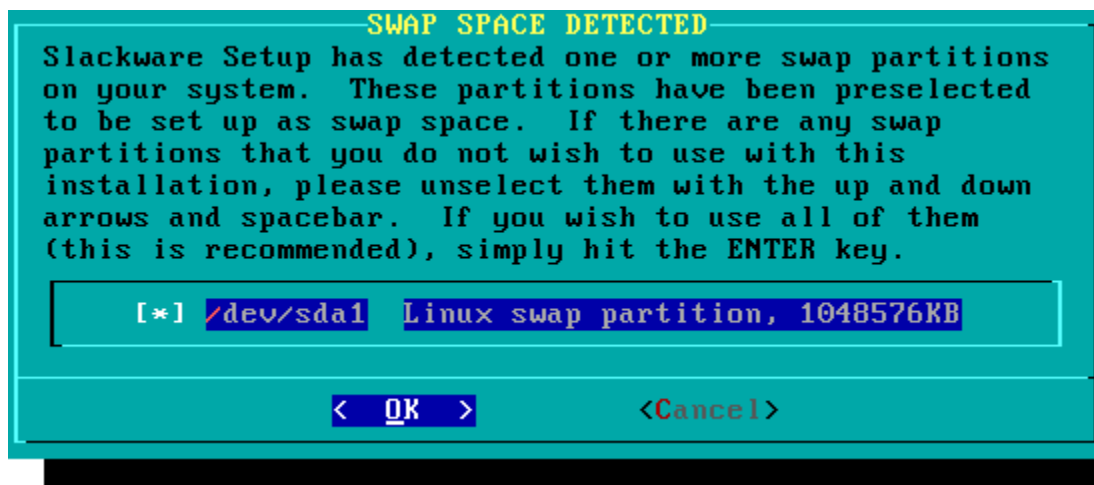 SWAP SPACE DETECTED
Slackware Setup has detected one or more swap partitions
on your system.  These partitions have been preselected
to be set up as swap space.  If there are any swap
partitions that you do not wish to use with this
installation, please unselect them with the up and down
arrows and spacebar.  If you wish to use all of them
(this is recommended), simply hit the ENTER key.
[*] /dev/sda1  Linux swap partition, 1048576KB
<  OK  >          <Cancel>